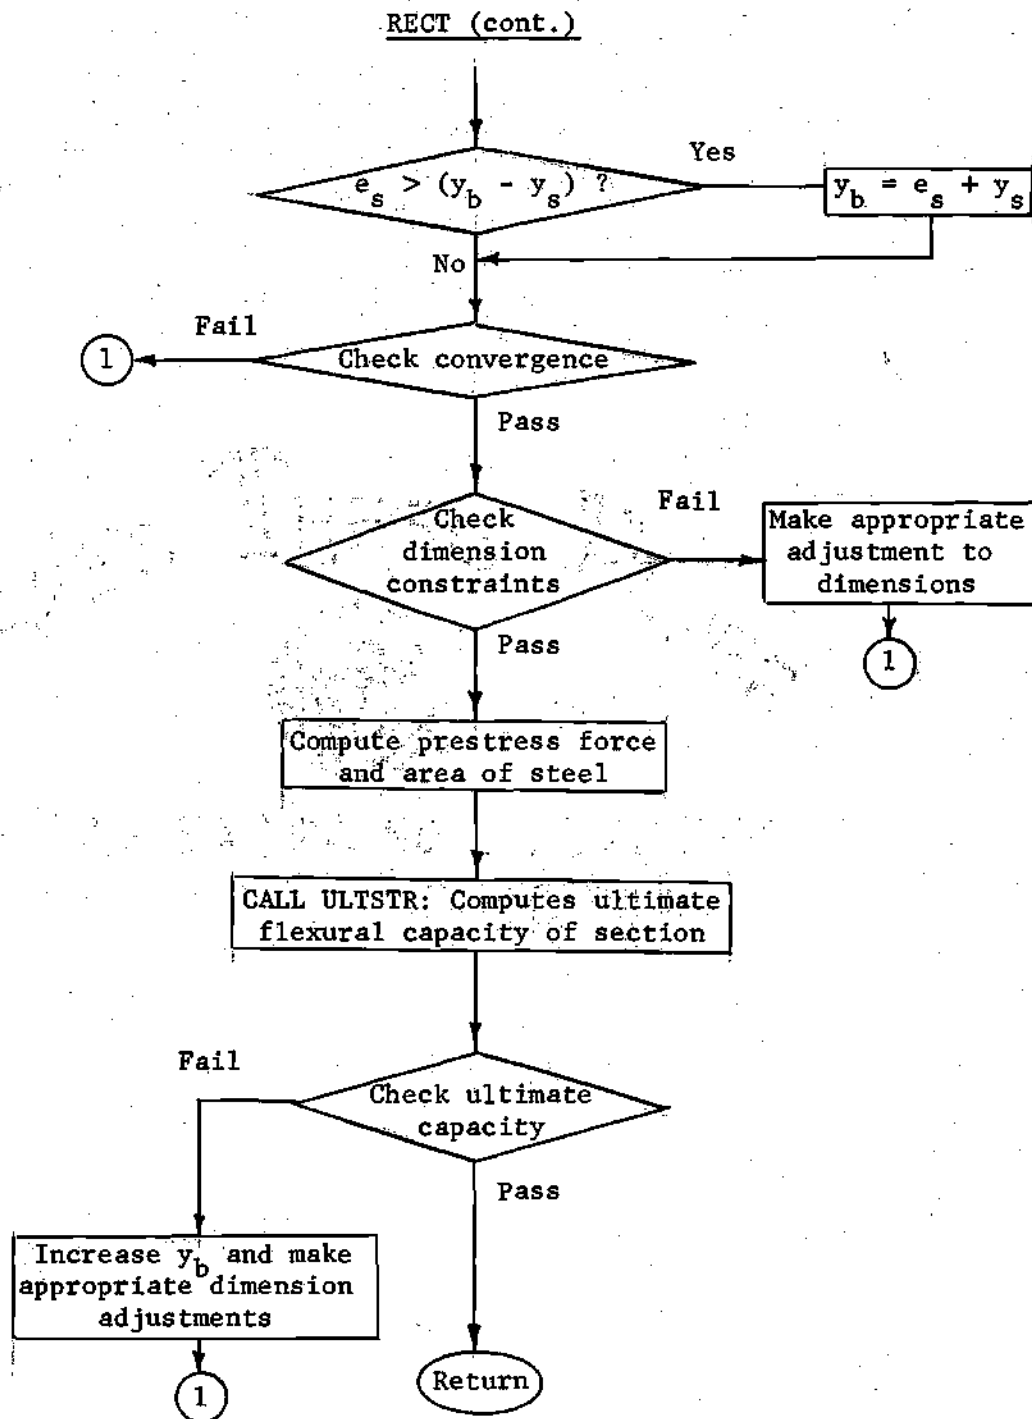 RECT (cont.)
Yes
e_s > (y_b - y_s) ?
y_b = e_s + y_s
No
Fail
1
Check convergence
Pass
Fail
Check
dimension
constraints
Make appropriate
adjustment to
dimensions
1
Pass
Compute prestress force
and area of steel
CALL ULTSTR: Computes ultimate
flexural capacity of section
Fail
Check ultimate
capacity
Pass
Increase y_b and make
appropriate dimension
adjustments
1
Return